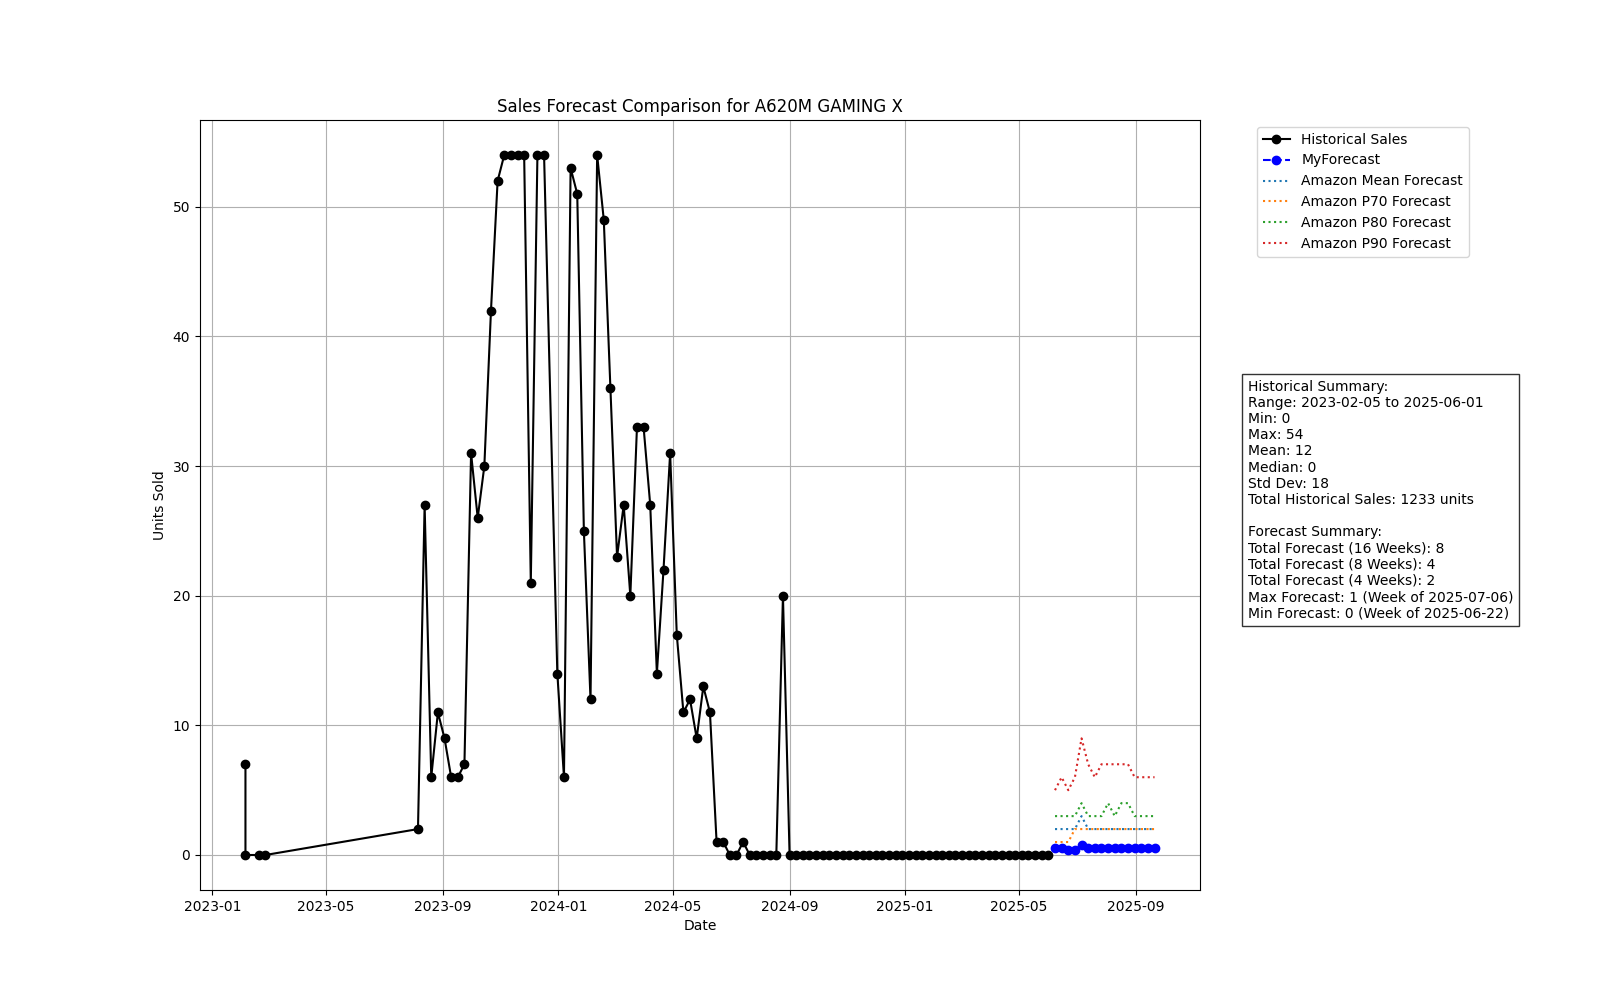 Sales Forecast Comparison for A620M GAMING X
Historical Sales
MyForecast
Amazon Mean Forecast
Amazon P70 Forecast
Amazon P80 Forecast
Amazon P90 Forecast
50
40
30
20
10
0
Units Sold
2023-01
2023-05
2023-09
2024-01
2024-05
2024-09
2025-01
2025-05
2025-09
Date
Historical Summary:
Range: 2023-02-05 to 2025-06-01
Min: 0
Max: 54
Mean: 12
Median: 0
Std Dev: 18
Total Historical Sales: 1233 units
Forecast Summary:
Total Forecast (16 Weeks): 8
Total Forecast (8 Weeks): 4
Total Forecast (4 Weeks): 2
Max Forecast: 1 (Week of 2025-07-06)
Min Forecast: 0 (Week of 2025-06-22)